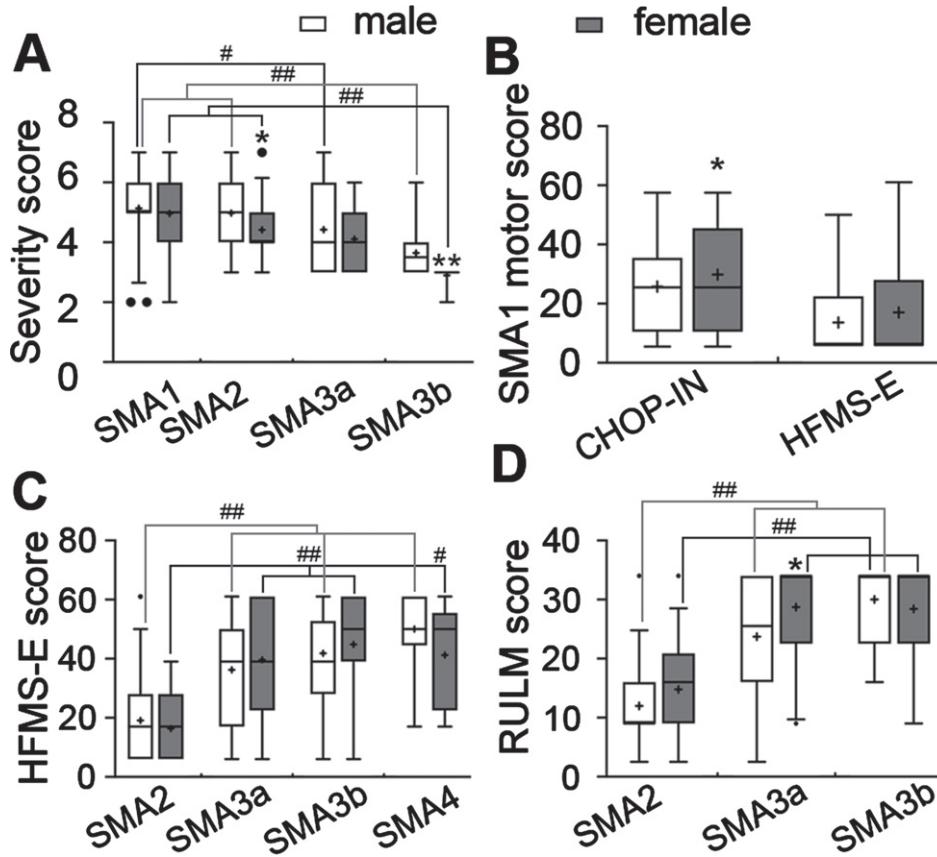 male female
A
Severity score
8
6
4
2
0
#
##
##
*
**
SMA1 SMA2 SMA3a SMA3b
B
SMA1 motor score
80
60
40
20
0
*
CHOP-IN HFMS-E
C
HFMS-E score
80
60
40
20
0
##
##
#
SMA2 SMA3a SMA3b SMA4
D
RULM score
40
30
20
10
0
##
##
*
SMA2 SMA3a SMA3b